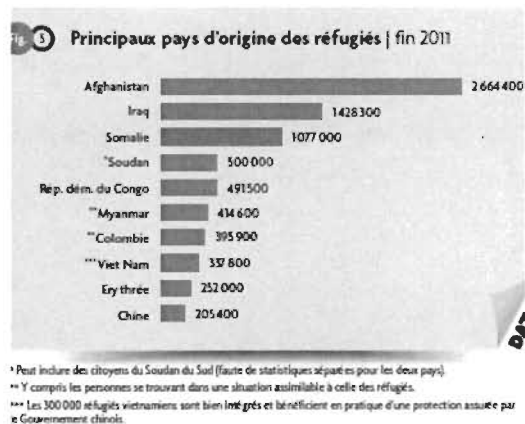 Fig. 5 Principaux pays d'origine des réfugiés | fin 2011
Afghanistan 2 664 400
Iraq 1 428 300
Somalie 1 077 000
*Soudan 500 000
Rép. dém. du Congo 491 500
**Myanmar 414 600
**Colombie 395 900
***Viet Nam 337 800
Erythrée 252 000
Chine 205 400
* Peut inclure des citoyens du Soudan du Sud (faute de statistiques séparées pour les deux pays).
** Y compris les personnes se trouvant dans une situation assimilable à celle des réfugiés.
*** Les 300 000 réfugiés vietnamiens sont bien intégrés et bénéficient en pratique d'une protection assurée par
le Gouvernement chinois.